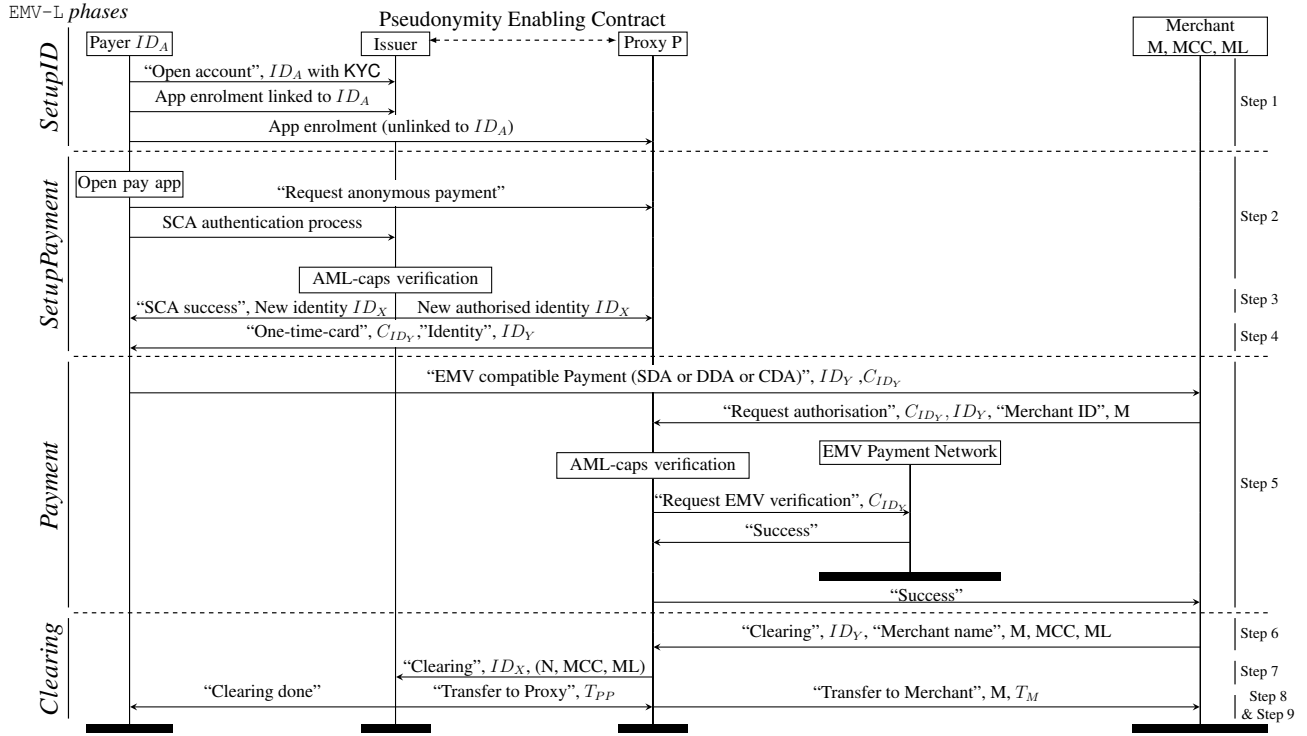 EMV-L phases
Pseudonymity Enabling Contract
Payer ID_A
Issuer
Proxy P
Merchant
M, MCC, ML
SetupID
“Open account”, ID_A with KYC
App enrolment linked to ID_A
App enrolment (unlinked to ID_A)
Step 1
SetupPayment
Open pay app
“Request anonymous payment”
SCA authentication process
Step 2
AML-caps verification
“SCA success”, New identity ID_X
New authorised identity ID_X
Step 3
“One-time-card”, C_{ID_Y},”Identity”, ID_Y
Step 4
Payment
“EMV compatible Payment (SDA or DDA or CDA)”, ID_Y ,C_{ID_Y}
“Request authorisation”, C_{ID_Y}, ID_Y, “Merchant ID”, M
AML-caps verification
EMV Payment Network
Step 5
“Request EMV verification”, C_{ID_Y}
“Success”
“Success”
Clearing
“Clearing”, ID_Y, “Merchant name”, M, MCC, ML
Step 6
“Clearing”, ID_X, (N, MCC, ML)
Step 7
“Clearing done”
“Transfer to Proxy”, T_{PP}
“Transfer to Merchant”, M, T_M
Step 8
& Step 9